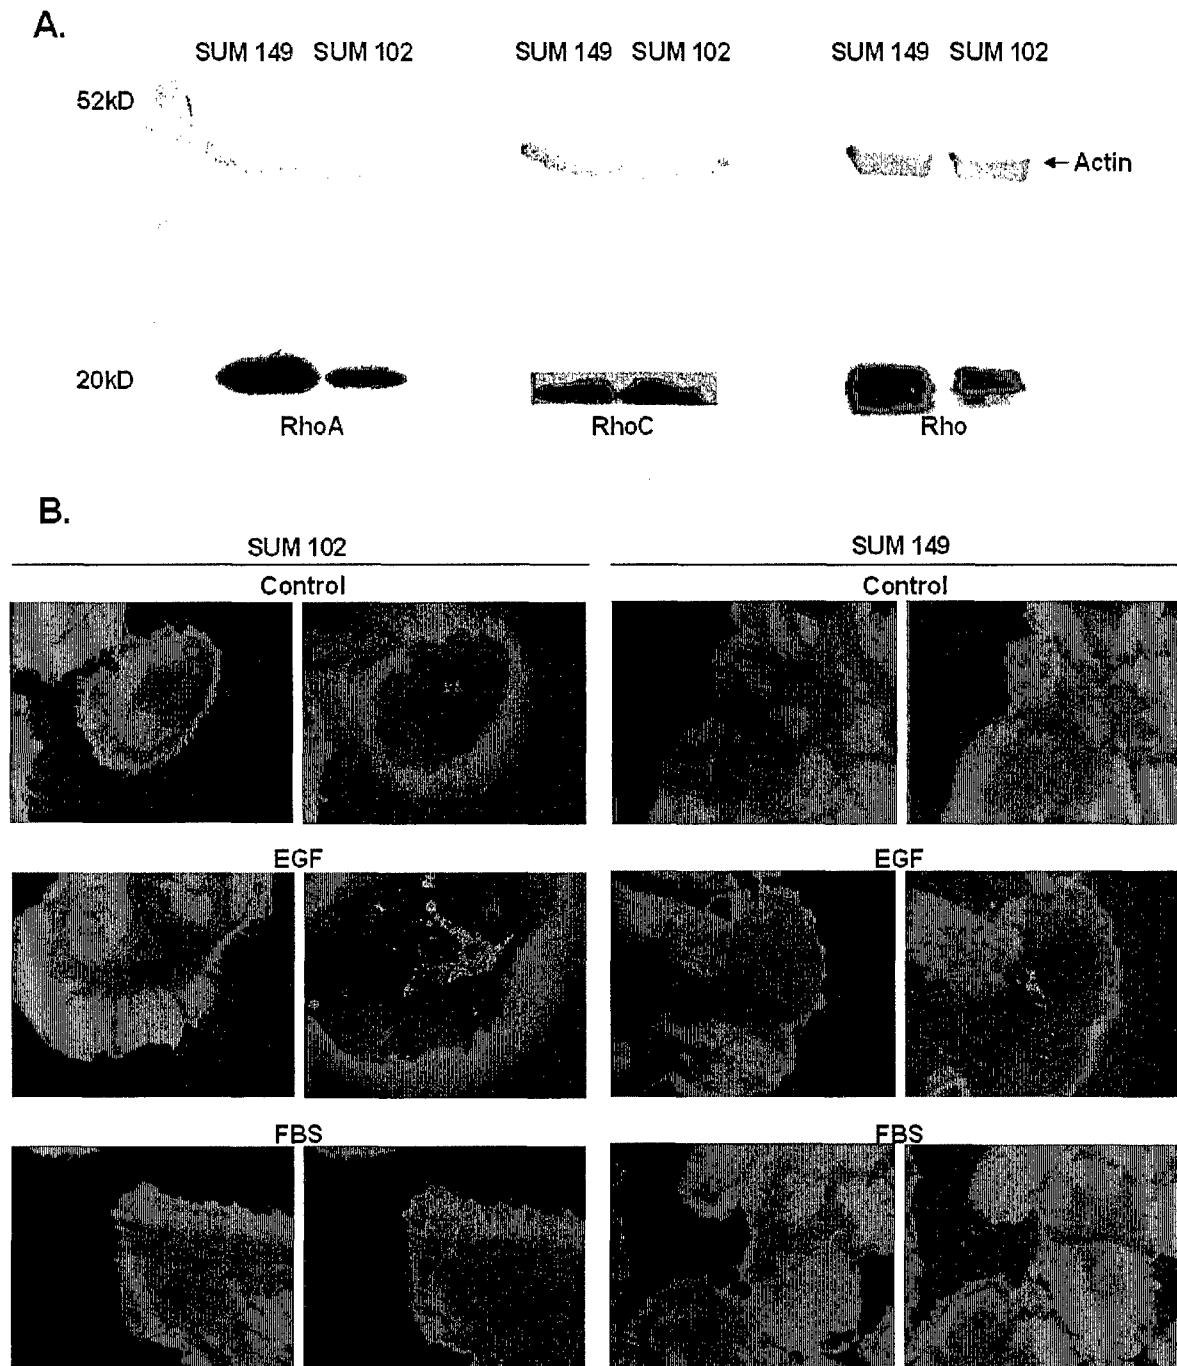 A.
SUM 149 SUM 102 SUM 149 SUM 102 SUM 149 SUM 102
52kD
← Actin
20kD
RhoA RhoC Rho
B.
SUM 102 SUM 149
Control Control
EGF EGF
FBS FBS